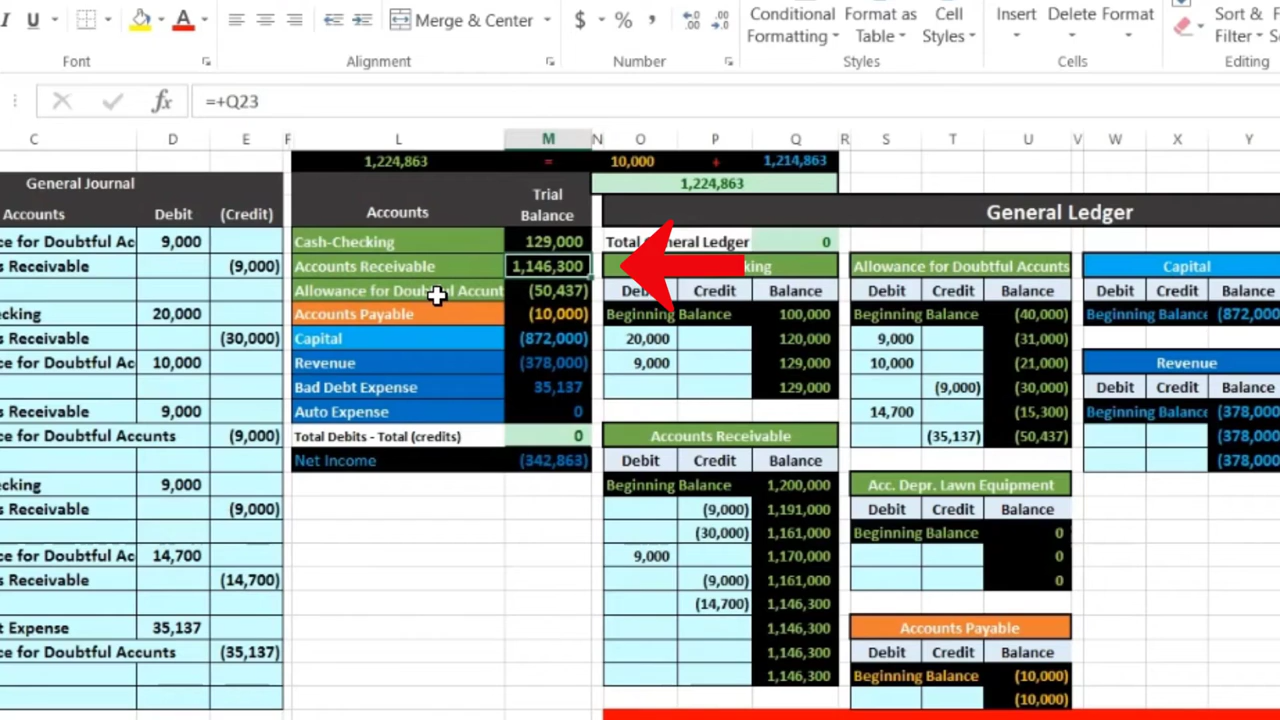 I U A Merge & Center $ % , Conditional Formatting Format as Table Cell Styles Insert Delete Format Sort & Filter
Font Alignment Number Styles Cells Editing
fx =+Q23
C D E F L M N O P Q R S T U V W X Y
1,224,863 = 10,000 + 1,214,863
General Journal
Accounts Debit (Credit)
Accounts Trial Balance
1,224,863
General Ledger
ce for Doubtful Ac 9,000
s Receivable (9,000)
cking 20,000
s Receivable (30,000)
ce for Doubtful Ac 10,000
s Receivable 9,000
ce for Doubtful Accunts (9,000)
cking 9,000
s Receivable (9,000)
ce for Doubtful Ac 14,700
s Receivable (14,700)
t Expense 35,137
ce for Doubtful Accunts (35,137)
Cash-Checking 129,000
Accounts Receivable 1,146,300
Allowance for Doubtful Accunt (50,437)
Accounts Payable (10,000)
Capital (872,000)
Revenue (378,000)
Bad Debt Expense 35,137
Auto Expense 0
Total Debits - Total (credits) 0
Net Income (342,863)
Total General Ledger 0
king
Debit Credit Balance
Beginning Balance 100,000
20,000 120,000
9,000 129,000
129,000
Accounts Receivable
Debit Credit Balance
Beginning Balance 1,200,000
(9,000) 1,191,000
(30,000) 1,161,000
9,000 1,170,000
(9,000) 1,161,000
(14,700) 1,146,300
1,146,300
1,146,300
1,146,300
Allowance for Doubtful Accunts
Debit Credit Balance
Beginning Balance (40,000)
9,000 (31,000)
10,000 (21,000)
(9,000) (30,000)
14,700 (15,300)
(35,137) (50,437)
Acc. Depr. Lawn Equipment
Debit Credit Balance
Beginning Balance 0
0
0
Accounts Payable
Debit Credit Balance
Beginning Balance (10,000)
(10,000)
Capital
Debit Credit Balance
Beginning Balance (872,000)
Revenue
Debit Credit Balance
Beginning Balance (378,000)
(378,000)
(378,000)